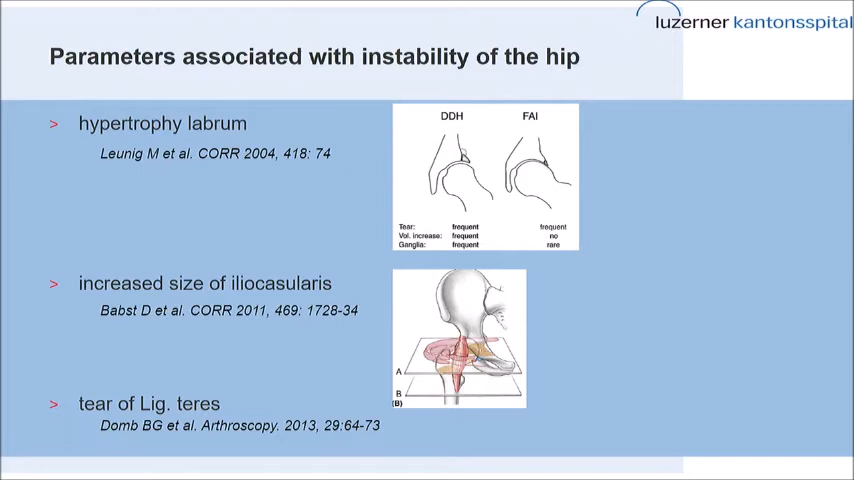 luzerner kantonsspital
Parameters associated with instability of the hip
> hypertrophy labrum
Leunig M et al. CORR 2004, 418: 74
DDH FAI
Tear: frequent frequent
Vol. increase: frequent no
Ganglia: frequent rare
> increased size of iliocasularis
Babst D et al. CORR 2011, 469: 1728-34
A
B
(B)
> tear of Lig. teres
Domb BG et al. Arthroscopy. 2013, 29:64-73